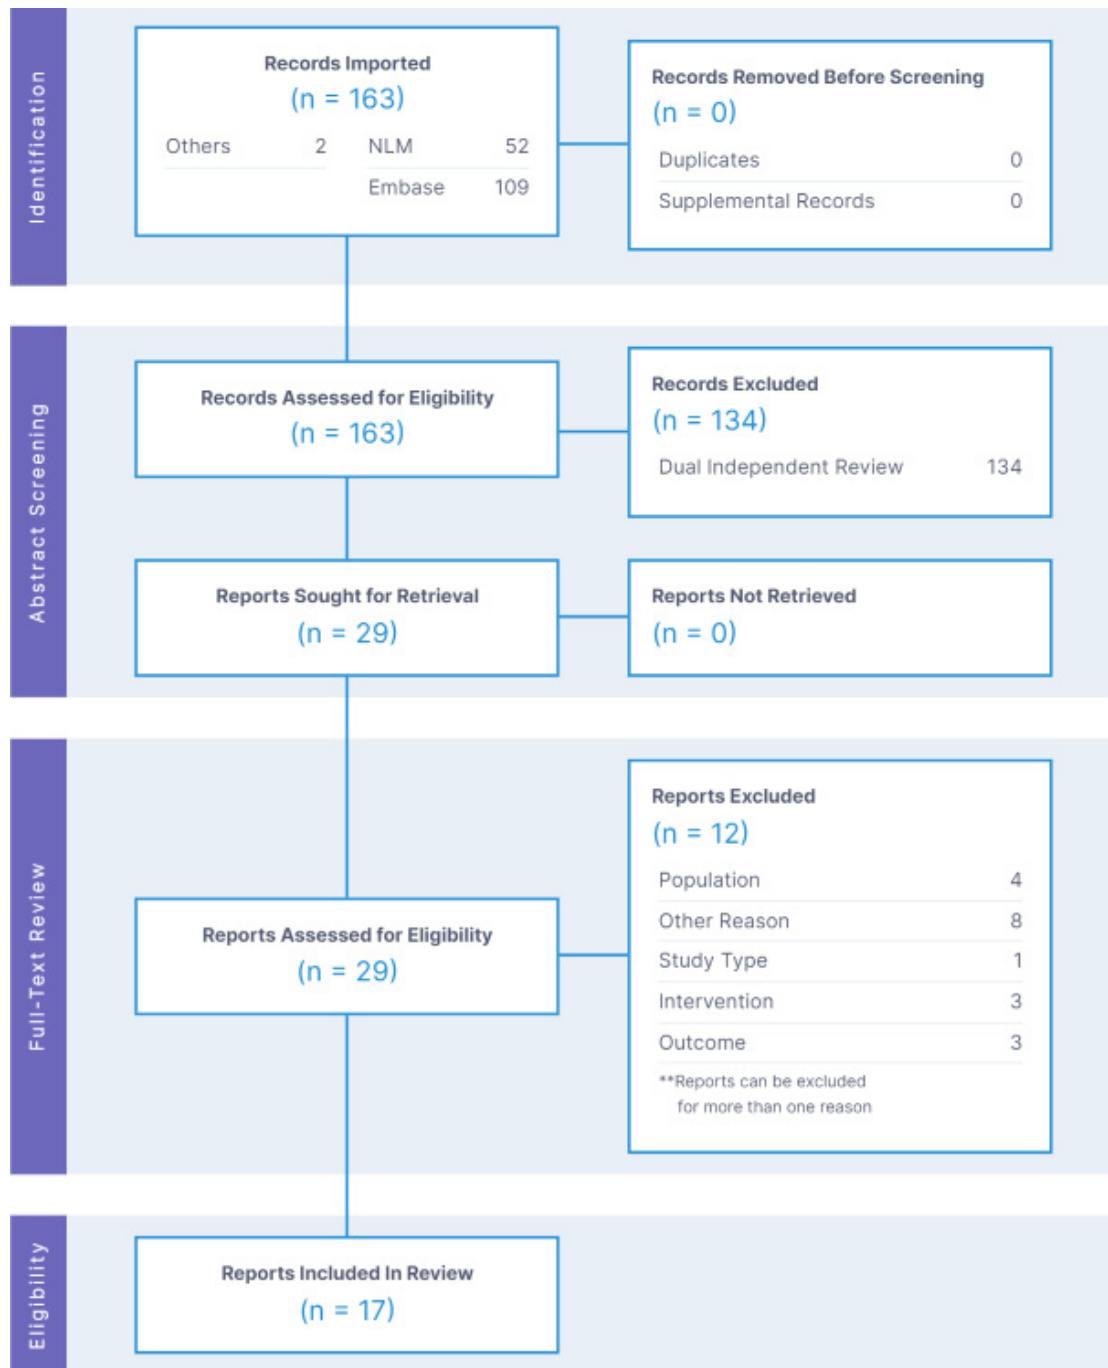 Identification
Records Imported
(n = 163)
Others 2 NLM 52
Embase 109
Records Removed Before Screening
(n = 0)
Duplicates 0
Supplemental Records 0
Abstract Screening
Records Assessed for Eligibility
(n = 163)
Records Excluded
(n = 134)
Dual Independent Review 134
Reports Sought for Retrieval
(n = 29)
Reports Not Retrieved
(n = 0)
Full-Text Review
Reports Assessed for Eligibility
(n = 29)
Reports Excluded
(n = 12)
Population 4
Other Reason 8
Study Type 1
Intervention 3
Outcome 3
**Reports can be excluded
for more than one reason
Eligibility
Reports Included In Review
(n = 17)